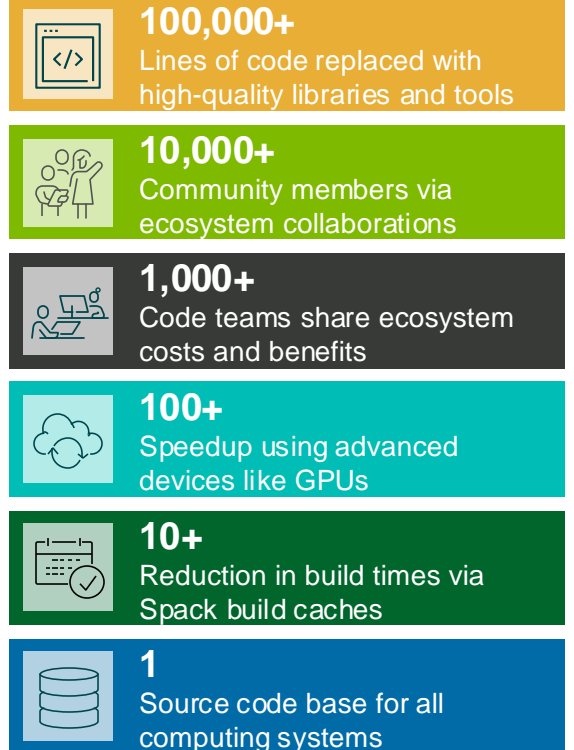 100,000+
</>
Lines of code replaced with
high-quality libraries and tools
10,000+
Community members via
ecosystem collaborations
1,000+
Code teams share ecosystem
costs and benefits
100+
Speedup using advanced
devices like GPUs
10+
Reduction in build times via
Spack build caches
1
Source code base for all
computing systems